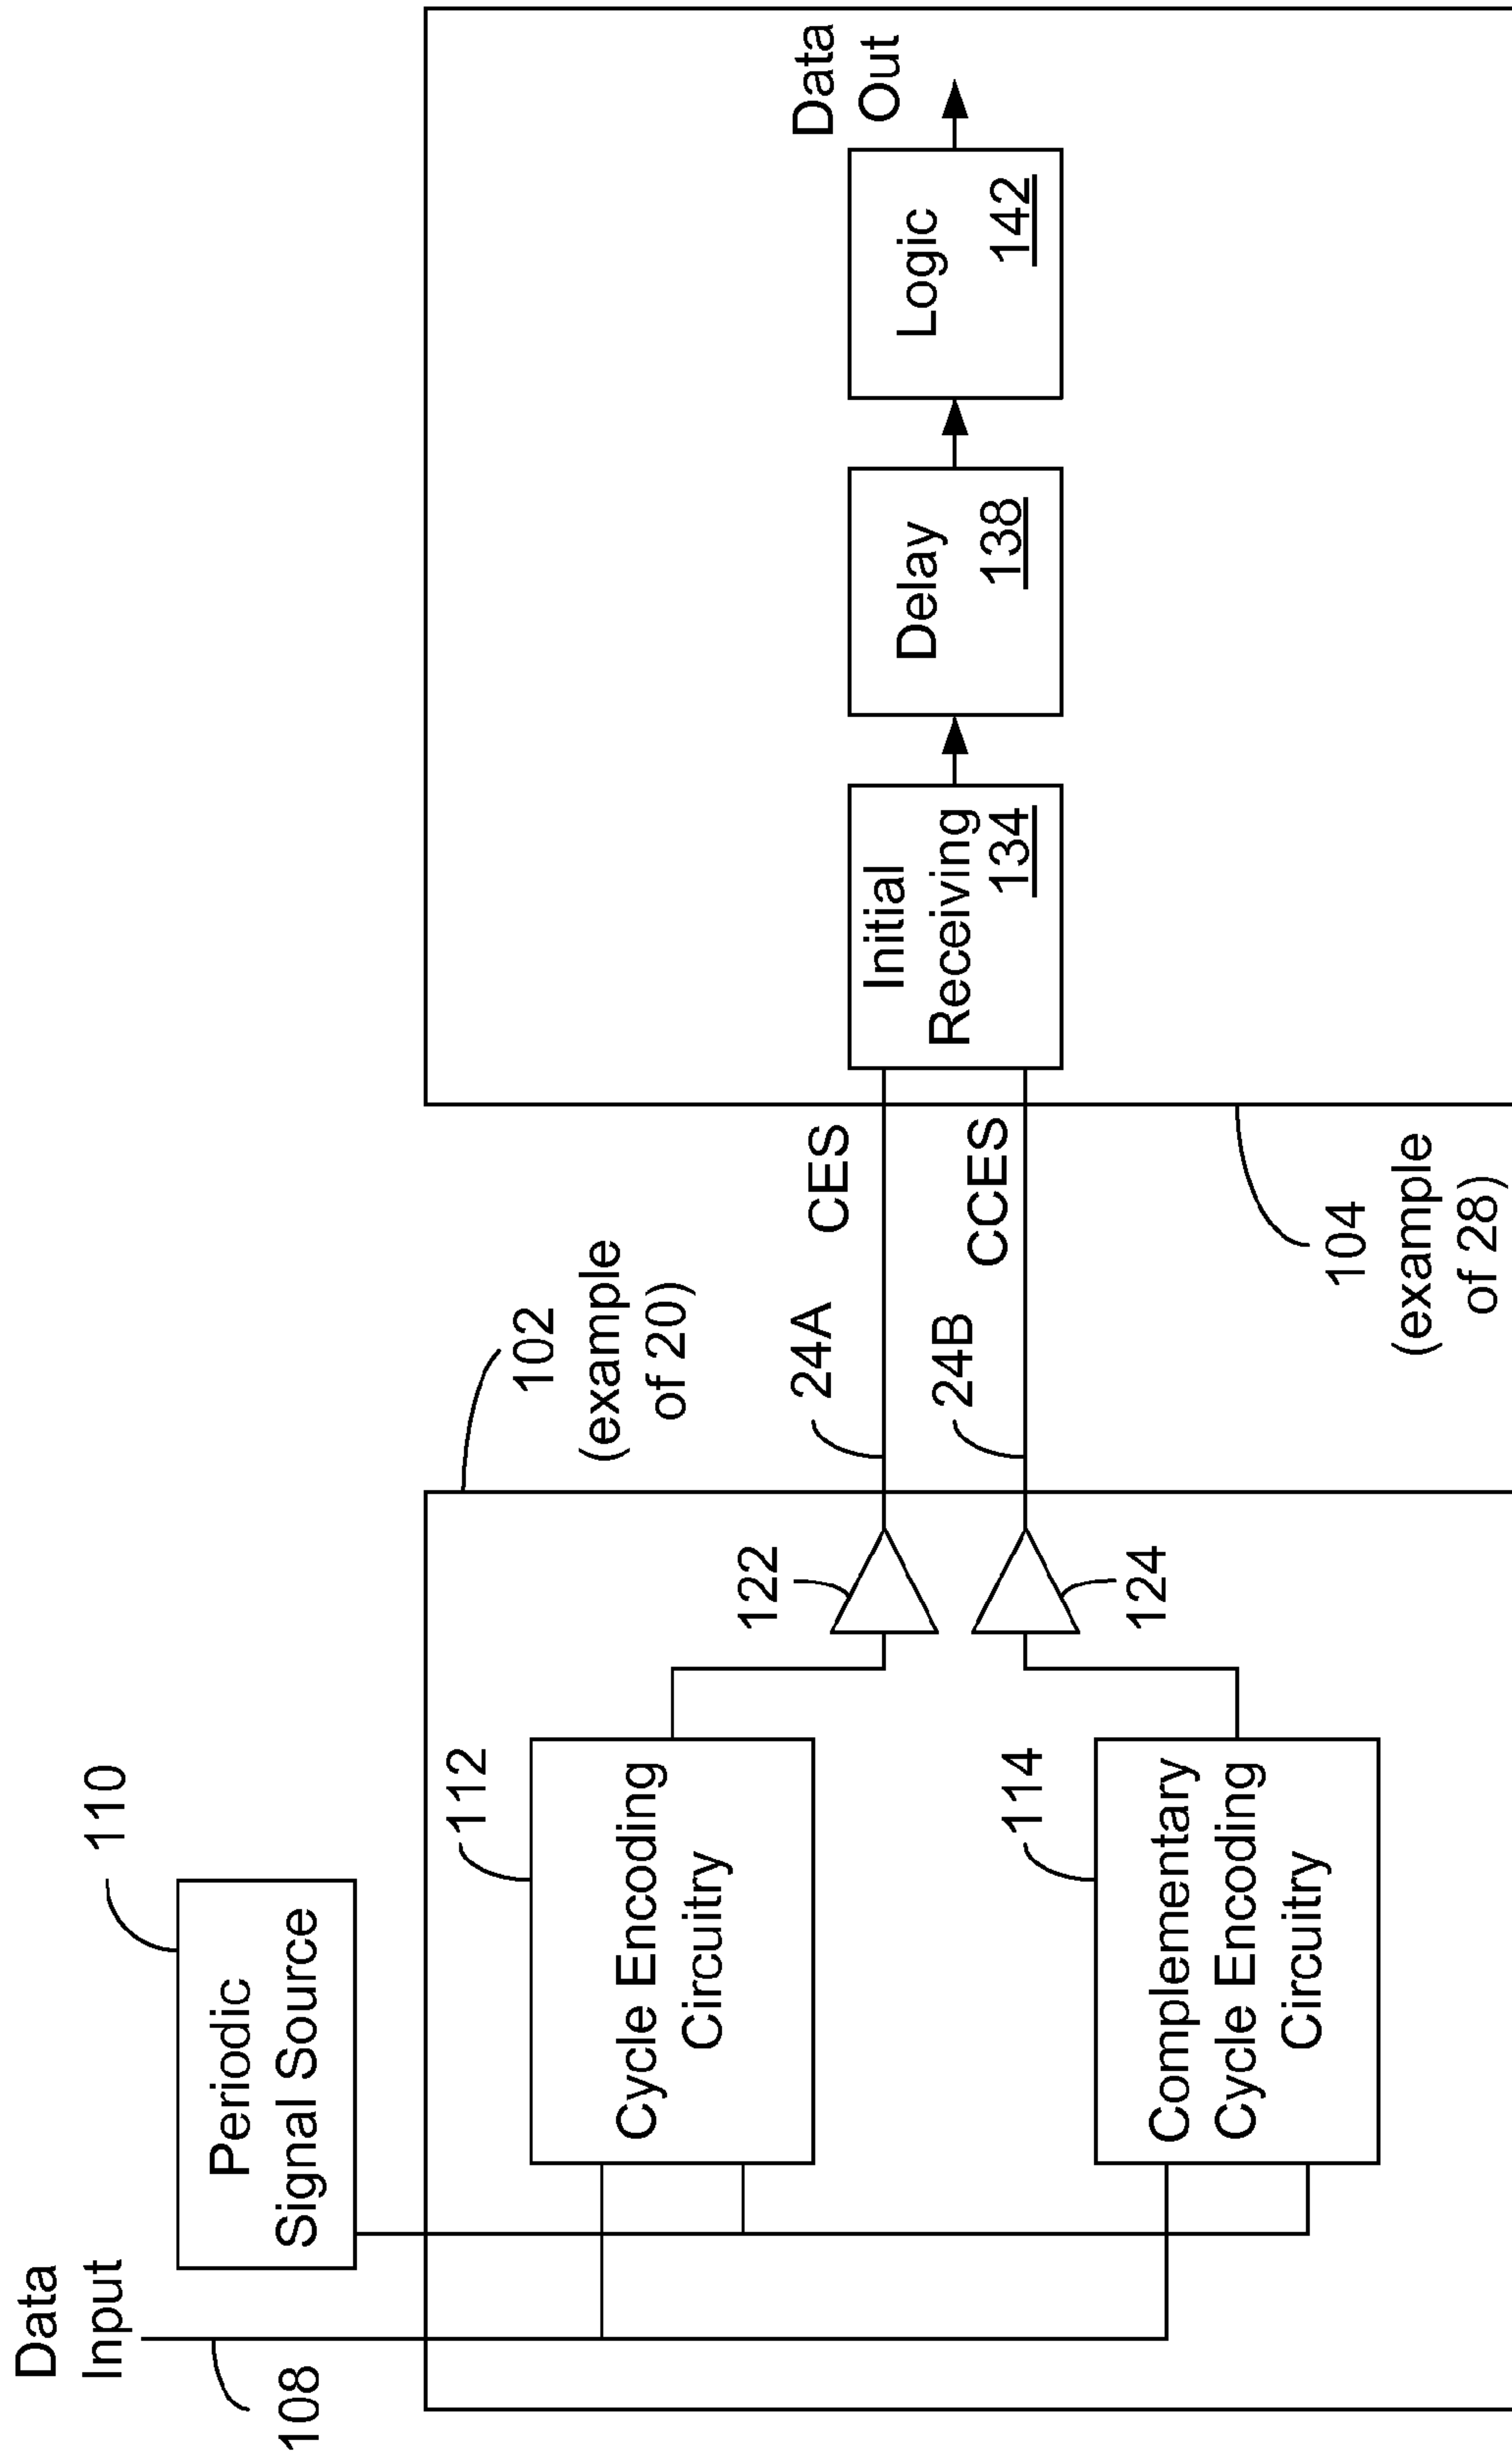 Data
Input
108
Periodic
Signal Source
110
112
Cycle Encoding
Circuitry
114
Complementary
Cycle Encoding
Circuitry
122
124
102
(example
of 20)
24A
CES
24B
CCES
104
(example
of 28)
Initial
Receiving
134
Delay
138
Logic
142
Data
Out